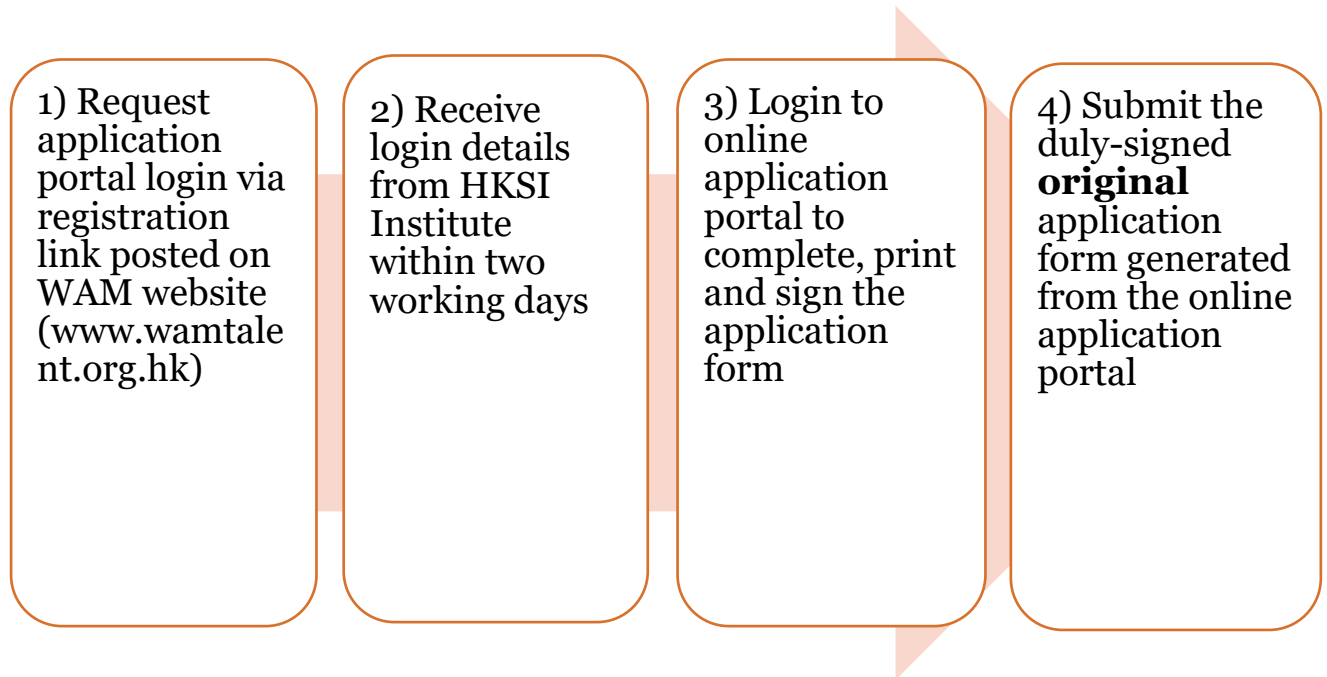 1) Request
application
portal login via
registration
link posted on
WAM website
(www.wamtale
nt.org.hk)
2) Receive
login details
from HKSI
Institute
within two
working days
3) Login to
online
application
portal to
complete, print
and sign the
application
form
4) Submit the
duly-signed
original
application
form generated
from the online
application
portal